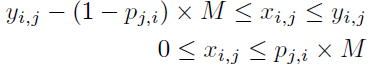 y_{i,j} − (1 − p_{j,i}) × M ≤ x_{i,j} ≤ y_{i,j}
0 ≤ x_{i,j} ≤ p_{j,i} × M